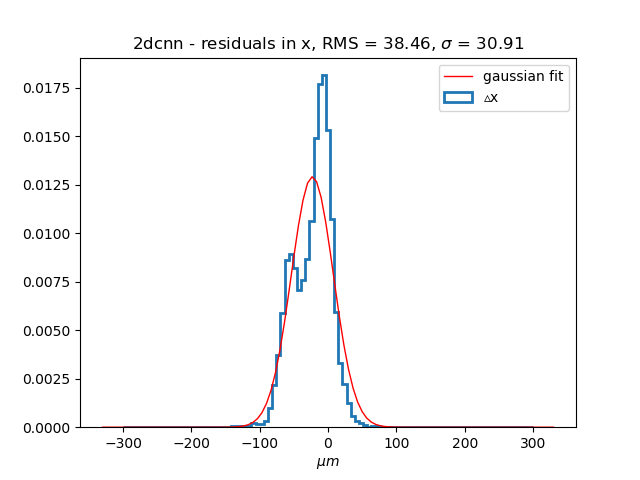 2dcnn - residuals in x, RMS = 38.46, σ = 30.91
gaussian fit
▵x
0.0175
0.0150
0.0125
0.0100
0.0075
0.0050
0.0025
0.0000
−300 −200 −100 0 100 200 300
μm